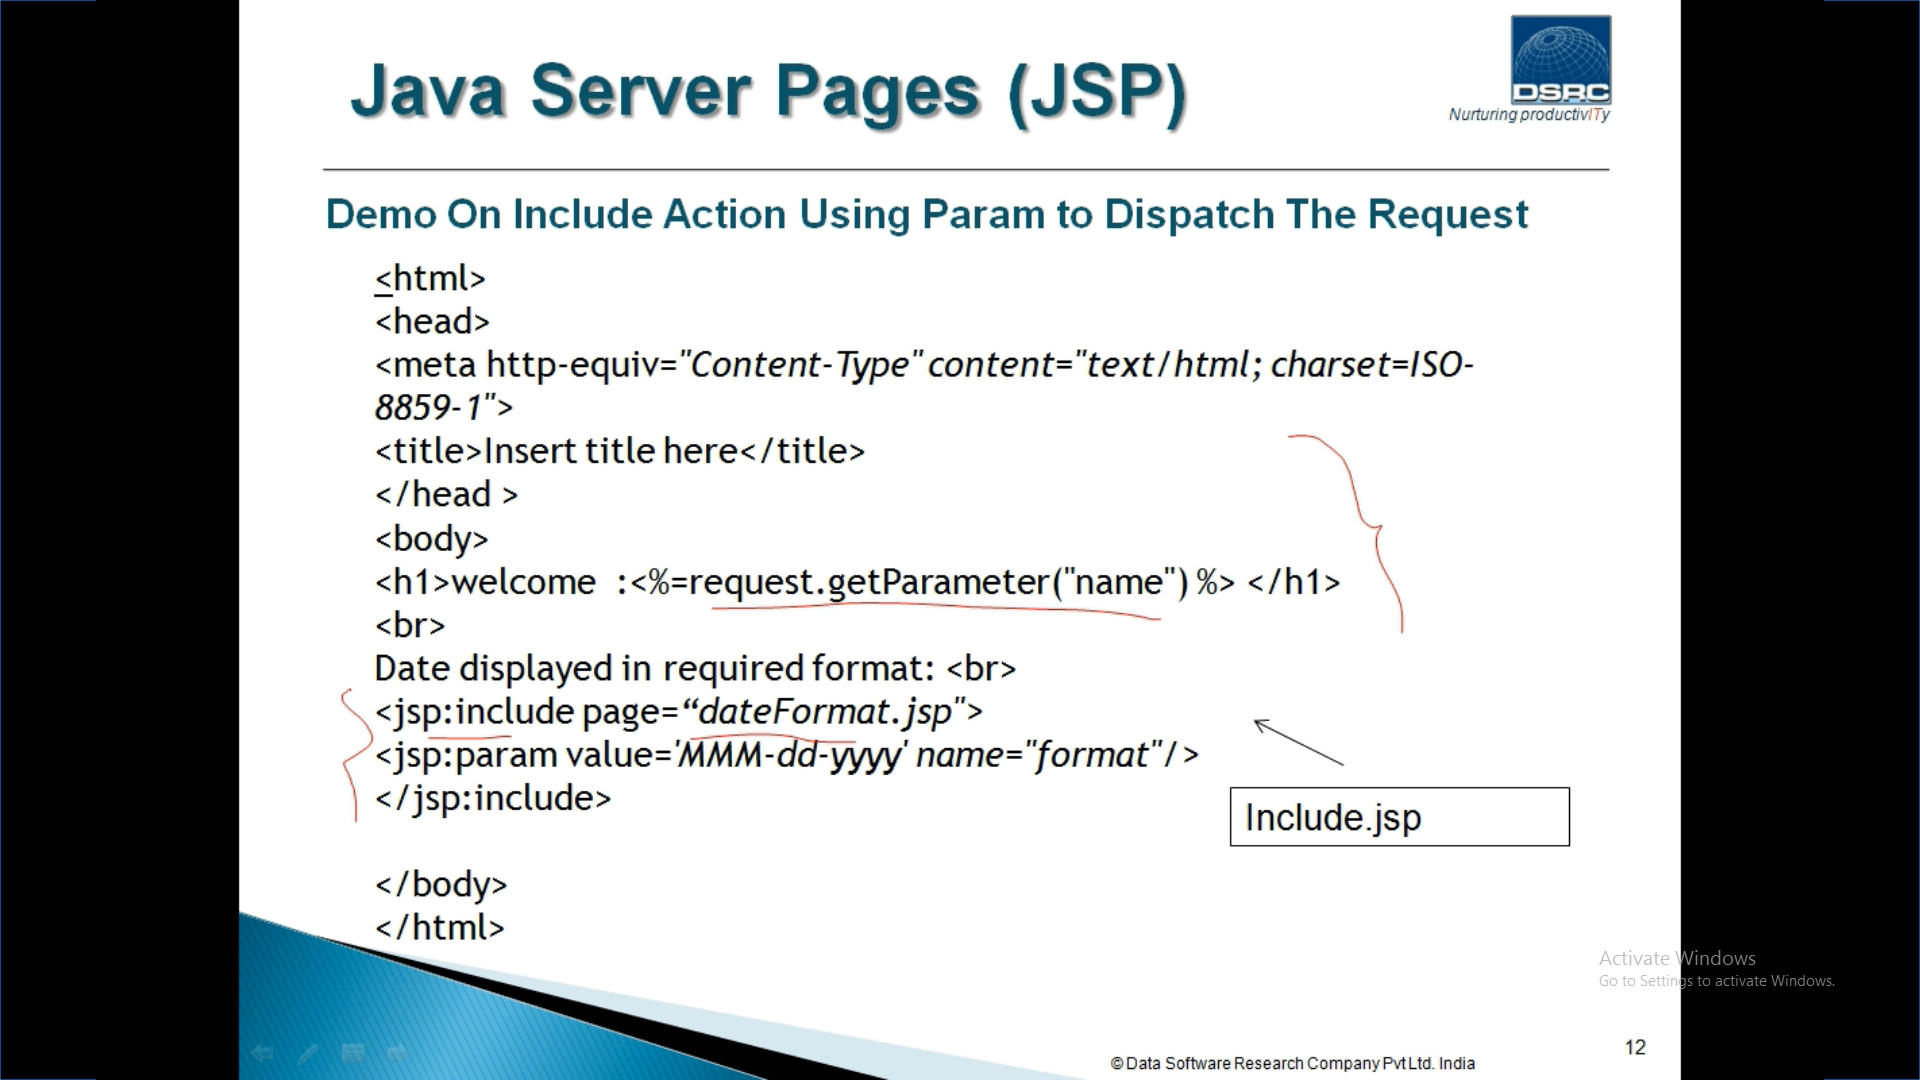 Java Server Pages (JSP)
DSRC
Nurturing productivITy
Demo On Include Action Using Param to Dispatch The Request
<html>
<head>
<meta http-equiv="Content-Type" content="text/html; charset=ISO-
8859-1">
<title>Insert title here</title>
</head >
<body>
<h1>welcome  :<%=request.getParameter("name") %> </h1>
<br>
Date displayed in required format: <br>
<jsp:include page=“dateFormat.jsp">
<jsp:param value='MMM-dd-yyyy' name="format"/>
</jsp:include>
Include.jsp
</body>
</html>
Activate Windows
Go to Settings to activate Windows.
12
© Data Software Research Company Pvt Ltd. India